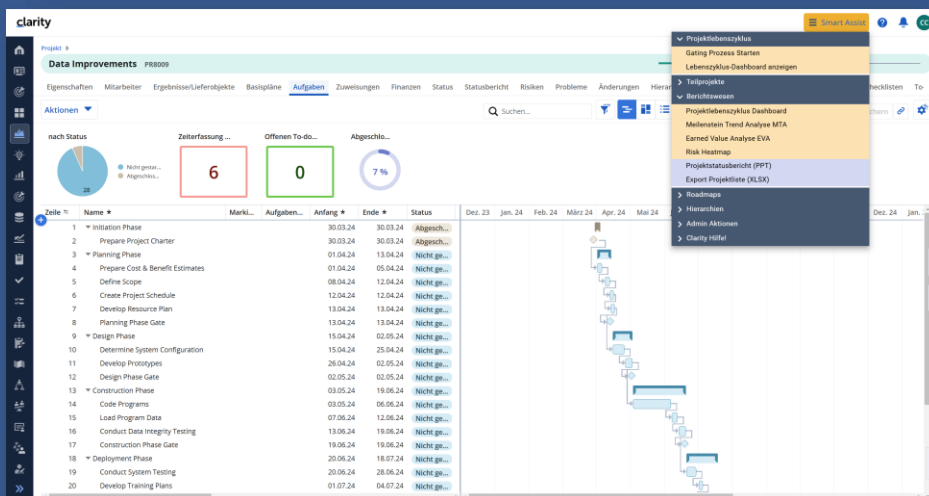 clarity
Smart Assist
CC
Projekt
Data Improvements PR8009
Eigenschaften Mitarbeiter Ergebnisse/Lieferobjekte Basispläne Aufgaben Zuweisungen Finanzen Status Statusbericht Risiken Probleme Änderungen Hierar hecklisten To-
Aktionen
Suchen...
chern
Projektlebenszyklus
Gating Prozess Starten
Lebenszyklus-Dashboard anzeigen
Teilprojekte
Berichtswesen
Projektlebenszyklus Dashboard
Meilenstein Trend Analyse MTA
Earned Value Analyse EVA
Risk Heatmap
Projektstatusbericht (PPT)
Export Projektliste (XLSX)
Roadmaps
Hierarchien
Admin Aktionen
Clarity Hilfe!
nach Status Zeiterfassung ... Offenen To-do... Abgeschlo...
28
Nicht gestar...
Abgeschlos...
6
0
7 %
Zeile Name ★ Marki... Aufgaben... Anfang ★ Ende ★ Status Dez. 23 Jan. 24 Feb. 24 März 24 Apr. 24 Mai 24 J Dez. 24 Jan.
1 Initiation Phase 30.03.24 30.03.24 Abgesch...
2 Prepare Project Charter 30.03.24 30.03.24 Abgesch...
3 Planning Phase 01.04.24 13.04.24 Nicht ge...
4 Prepare Cost & Benefit Estimates 01.04.24 05.04.24 Nicht ge...
5 Define Scope 08.04.24 12.04.24 Nicht ge...
6 Create Project Schedule 12.04.24 12.04.24 Nicht ge...
7 Develop Resource Plan 13.04.24 13.04.24 Nicht ge...
8 Planning Phase Gate 13.04.24 13.04.24 Nicht ge...
9 Design Phase 15.04.24 02.05.24 Nicht ge...
10 Determine System Configuration 15.04.24 25.04.24 Nicht ge...
11 Develop Prototypes 26.04.24 02.05.24 Nicht ge...
12 Design Phase Gate 02.05.24 02.05.24 Nicht ge...
13 Construction Phase 03.05.24 19.06.24 Nicht ge...
14 Code Programs 03.05.24 06.06.24 Nicht ge...
15 Load Program Data 07.06.24 12.06.24 Nicht ge...
16 Conduct Data Integrity Testing 13.06.24 19.06.24 Nicht ge...
17 Construction Phase Gate 19.06.24 19.06.24 Nicht ge...
18 Deployment Phase 20.06.24 18.07.24 Nicht ge...
19 Conduct System Testing 20.06.24 28.06.24 Nicht ge...
20 Develop Training Plans 01.07.24 04.07.24 Nicht ge...